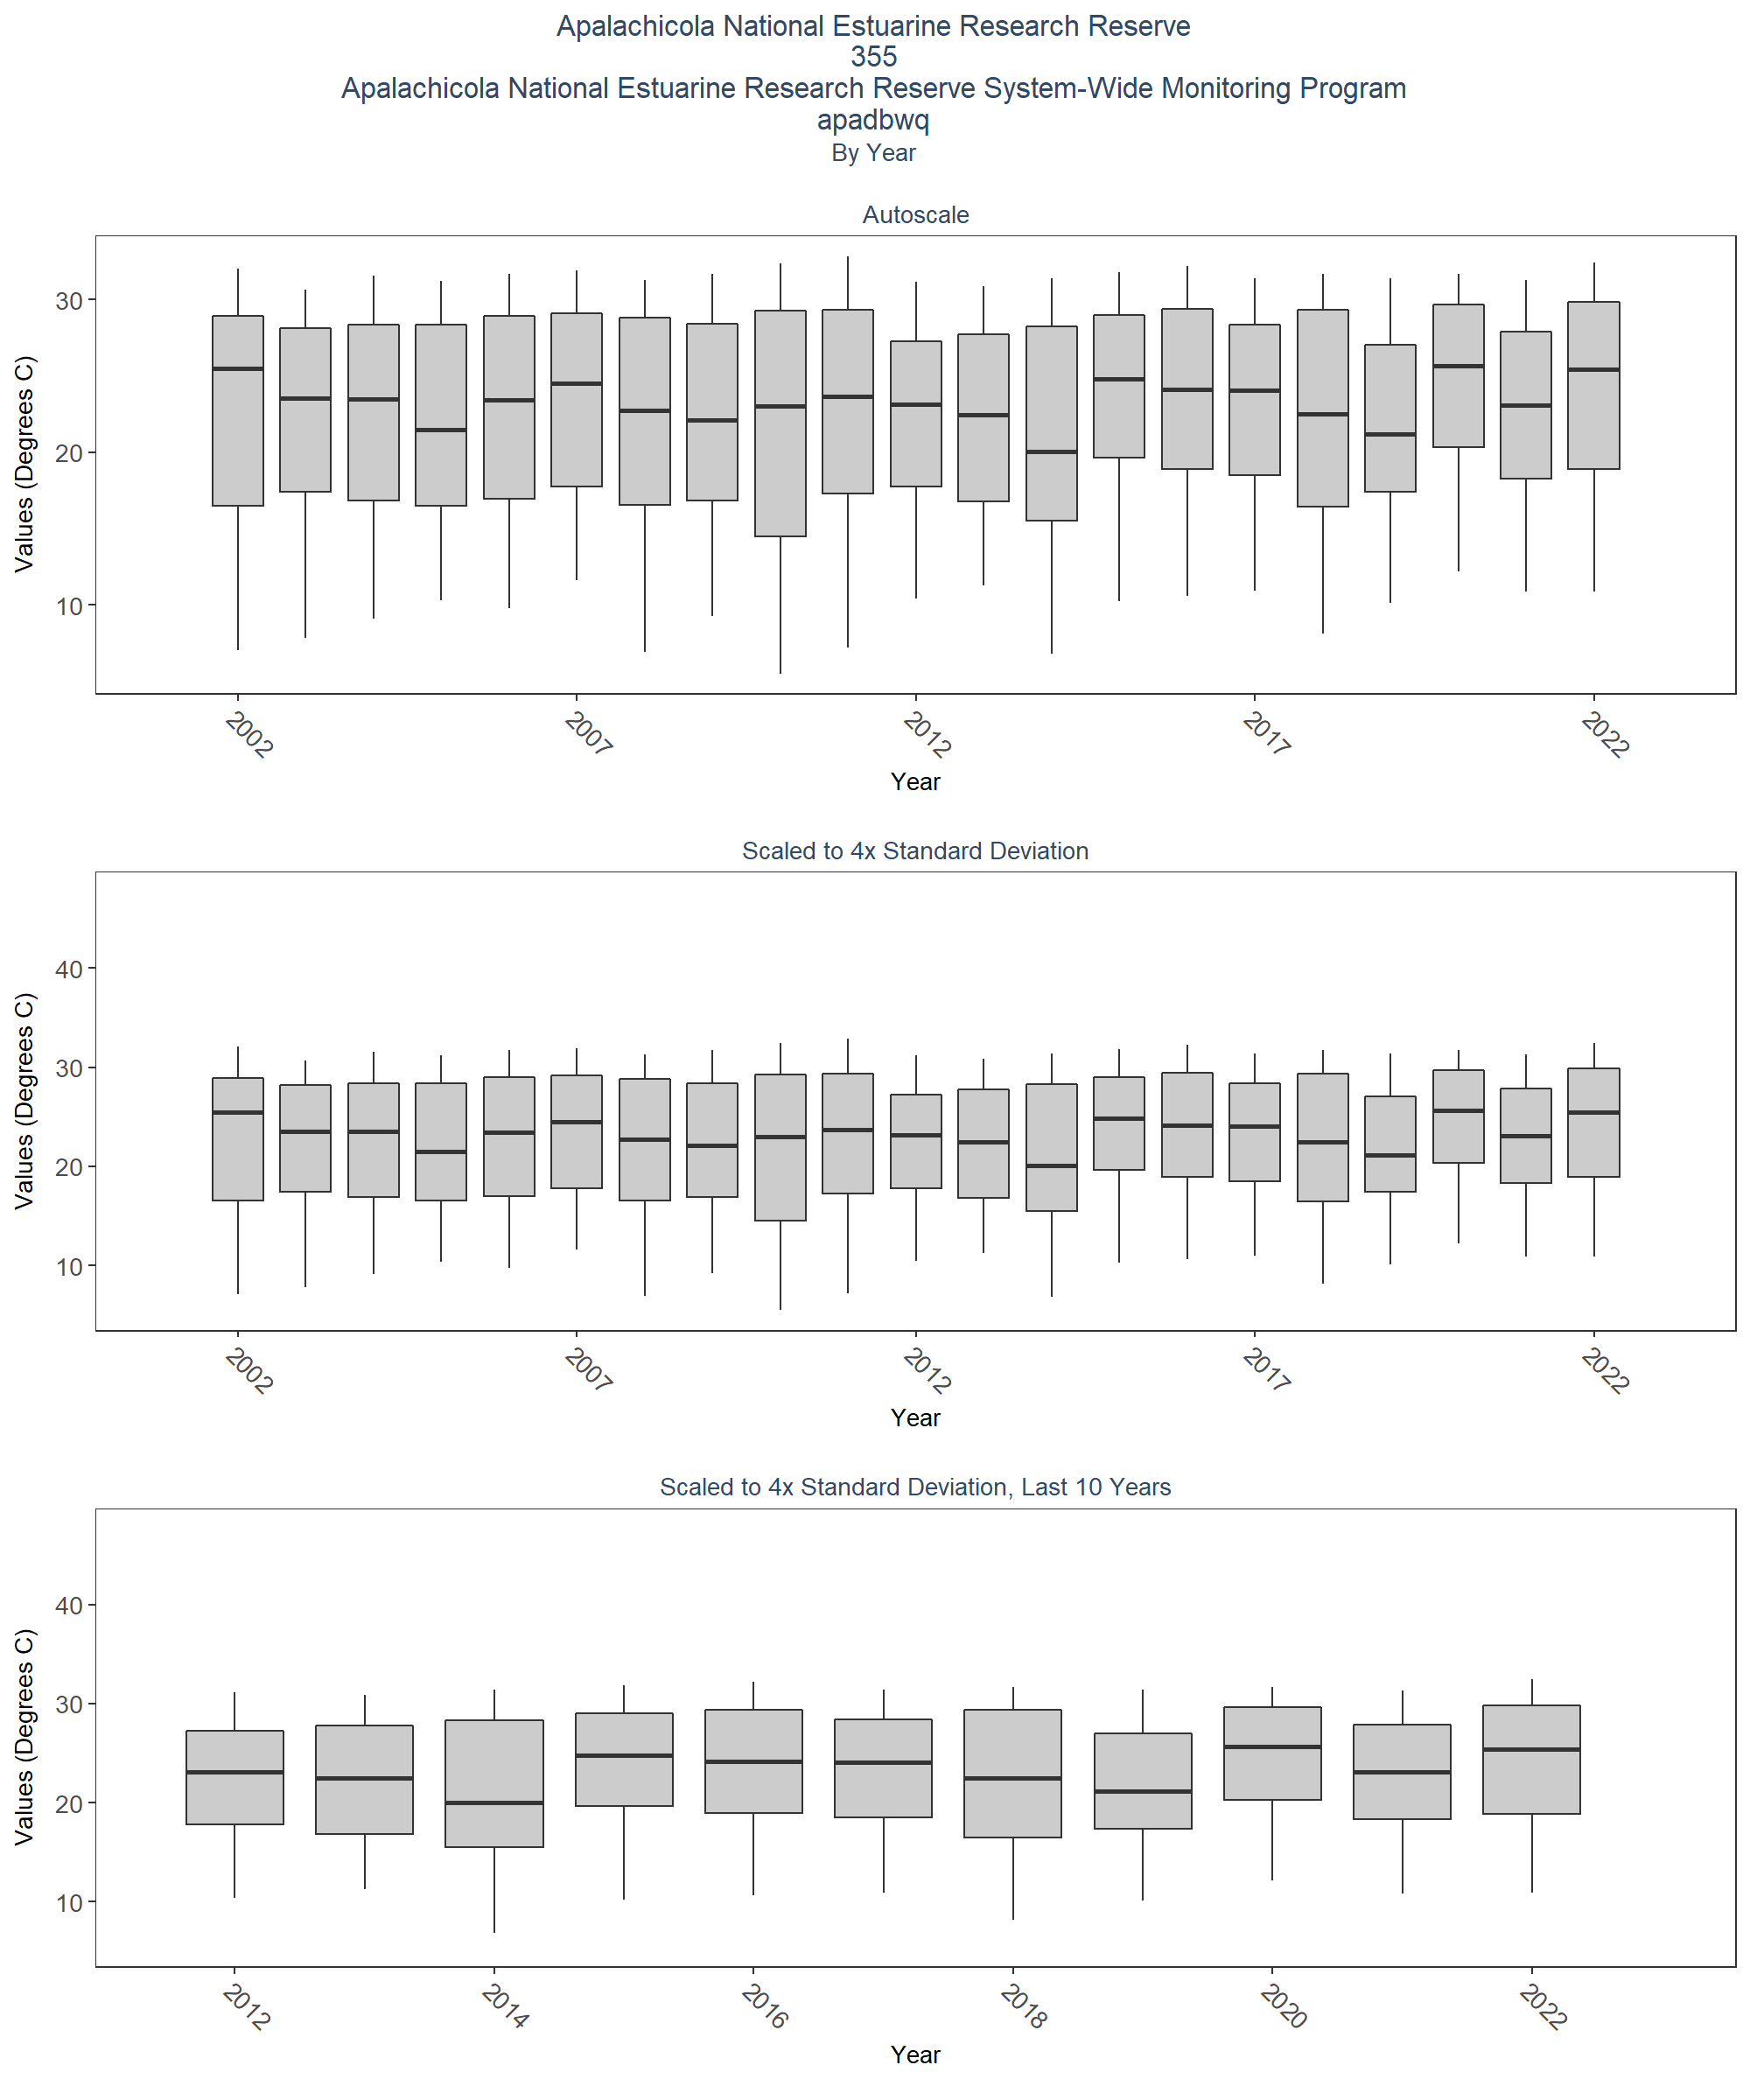 Apalachicola National Estuarine Research Reserve
355
Apalachicola National Estuarine Research Reserve System-Wide Monitoring Program
apadbwq
By Year
Autoscale
Values (Degrees C)
30
20
10
2002 2007 2012 2017 2022
Year
Scaled to 4x Standard Deviation
Values (Degrees C)
40
30
20
10
2002 2007 2012 2017 2022
Year
Scaled to 4x Standard Deviation, Last 10 Years
Values (Degrees C)
40
30
20
10
2012 2014 2016 2018 2020 2022
Year